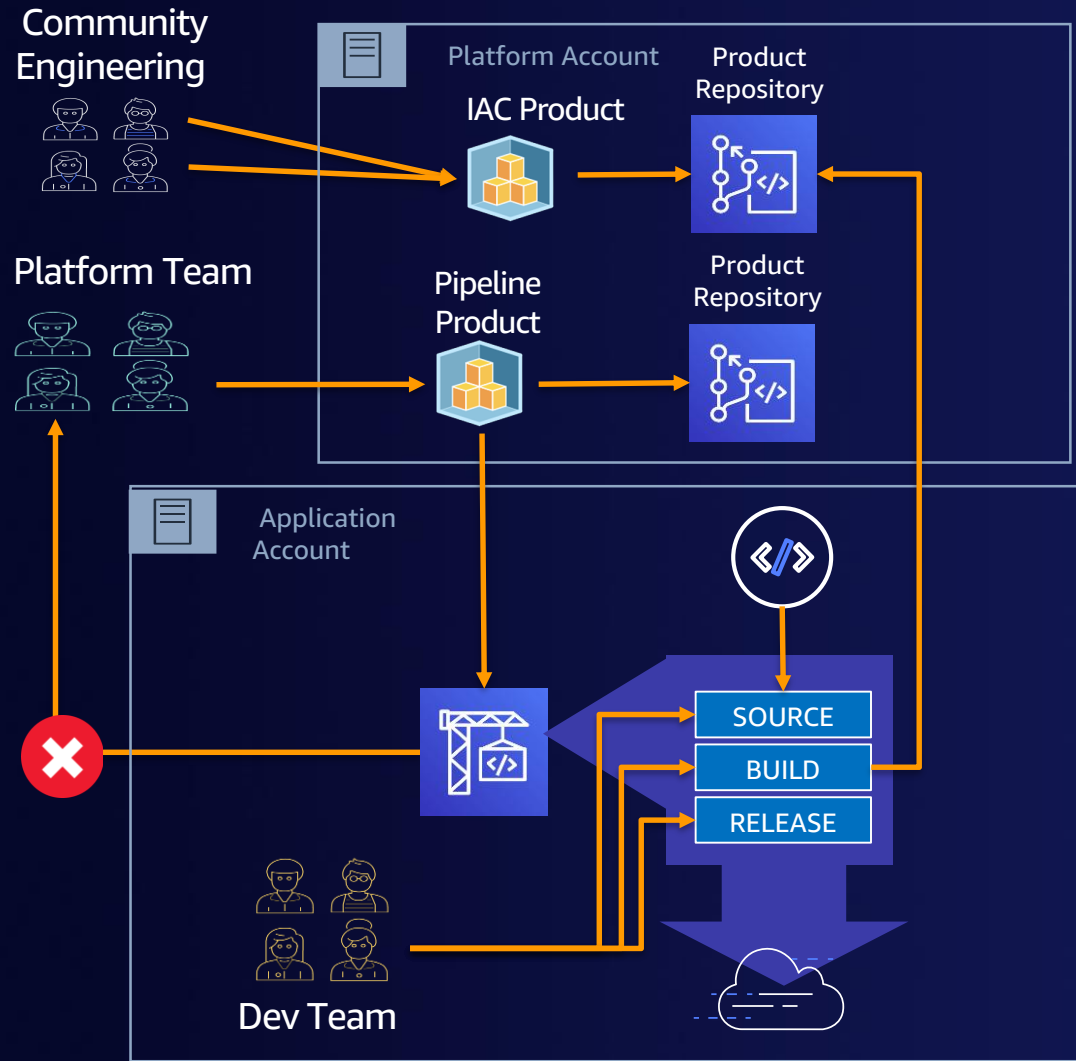 Community
Engineering
Platform Account
IAC Product
Product
Repository
Platform Team
Pipeline
Product
Product
Repository
Application
Account
</>
SOURCE
BUILD
RELEASE
Dev Team